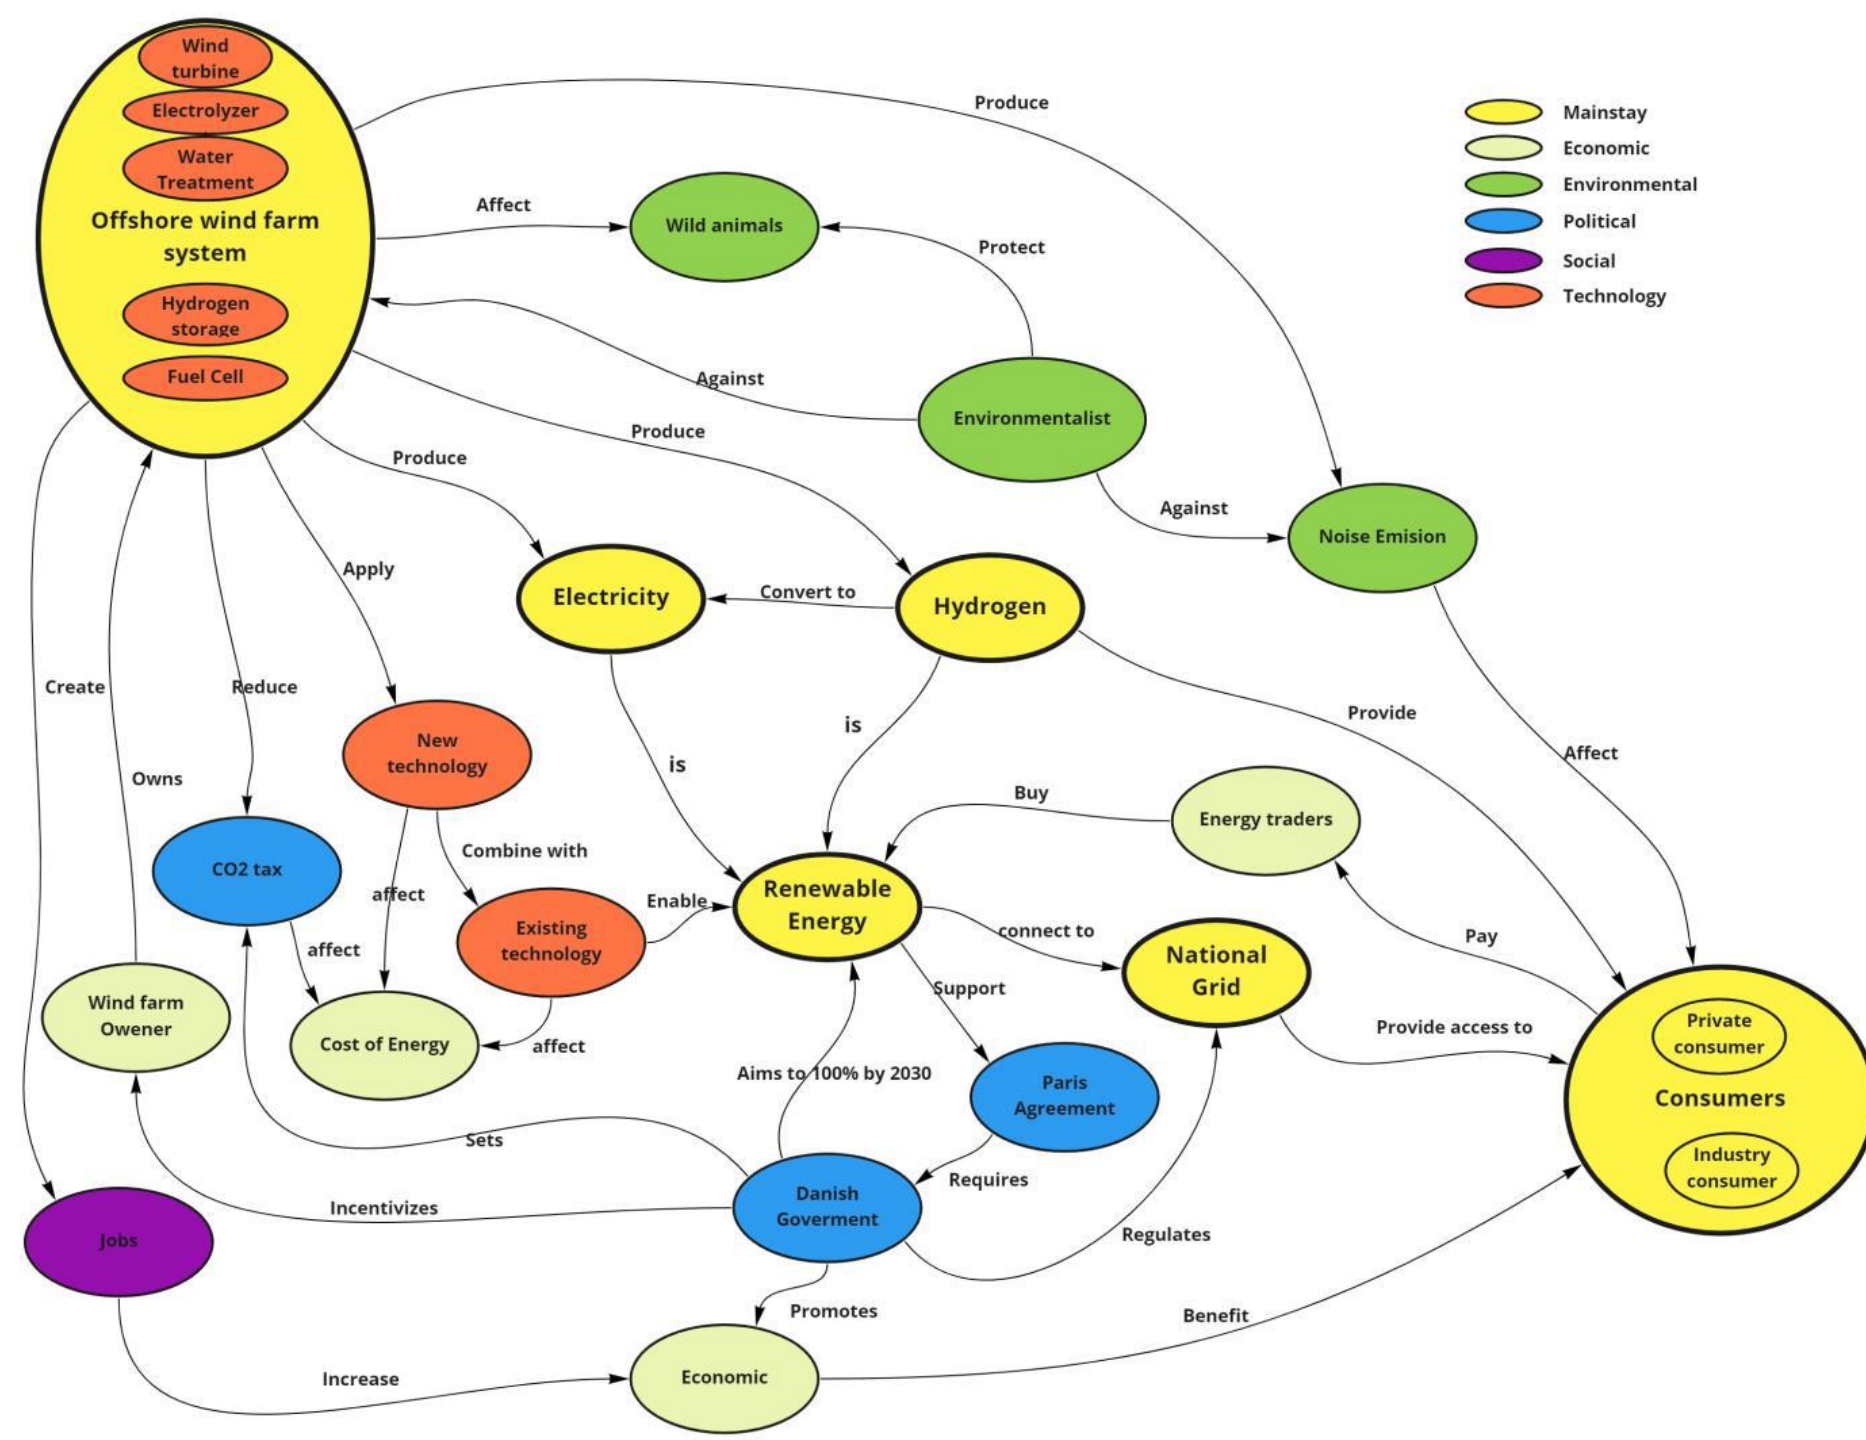 Wind
turbine
Electrolyzer
Water
Treatment
Offshore wind farm
system
Hydrogen
storage
Fuel Cell
Produce
Mainstay
Economic
Environmental
Political
Social
Technology
Affect
Wild animals
Protect
Against
Environmentalist
Produce
Produce
Against
Noise Emision
Apply
Electricity
Convert to
Hydrogen
Create
Reduce
Provide
is
is
Affect
New
technology
Owns
Buy
Energy traders
Combine with
CO2 tax
affect
Enable
Renewable
Energy
Existing
technology
connect to
Pay
affect
National
Grid
Support
Wind farm
Owener
Cost of Energy
affect
Provide access to
Private
consumer
Aims to 100% by 2030
Paris
Agreement
Consumers
Sets
Industry
consumer
Requires
Danish
Goverment
Incentivizes
Regulates
Jobs
Promotes
Benefit
Increase
Economic